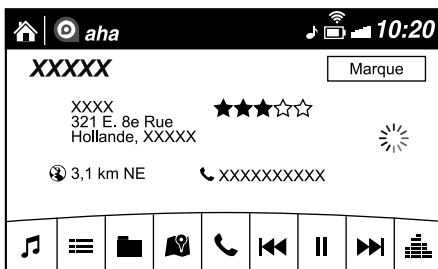 aha 10:20
XXXXX Marque
XXXX
321 E. 8e Rue
Hollande, XXXXX
3,1 km NE XXXXXXXXXX